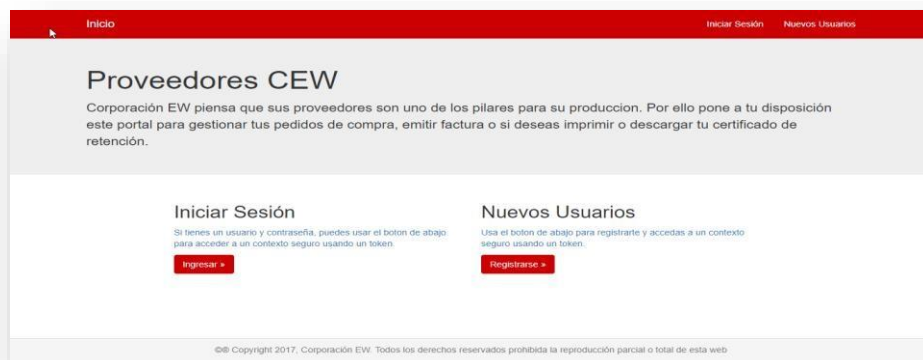 Inicio
Iniciar Sesión Nuevos Usuarios
Proveedores CEW
Corporación EW piensa que sus proveedores son uno de los pilares para su produccion. Por ello pone a tu disposición
este portal para gestionar tus pedidos de compra, emitir factura o si deseas imprimir o descargar tu certificado de
retención.
Iniciar Sesión
Si tienes un usuario y contraseña, puedes usar el boton de abajo
para acceder a un contexto seguro usando un token.
Ingresar »
Nuevos Usuarios
Usa el boton de abajo para registrarte y accedas a un contexto
seguro usando un token.
Registrarse »
©® Copyright 2017, Corporación EW. Todos los derechos reservados prohibida la reproducción parcial o total de esta web